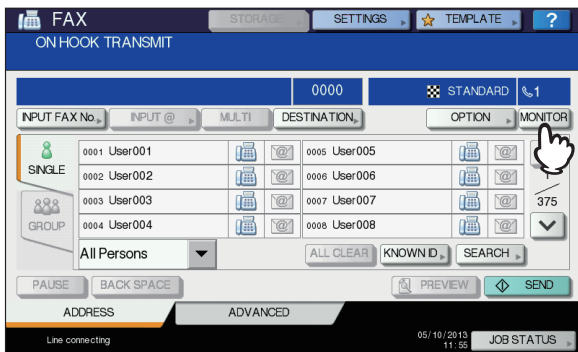 FAX STORAGE SETTINGS TEMPLATE ?
ON HOOK TRANSMIT
0000 STANDARD 1
INPUT FAX No. INPUT @ MULTI DESTINATION OPTION MONITOR
SINGLE
GROUP
0001 User001 @ 0005 User005 @
0002 User002 @ 0006 User006 @
0003 User003 @ 0007 User007 @
0004 User004 @ 0008 User008 @
1
375
All Persons ALL CLEAR KNOWN ID SEARCH
PAUSE BACK SPACE PREVIEW SEND
ADDRESS ADVANCED
Line connecting 05/10/2013
11:55 JOB STATUS